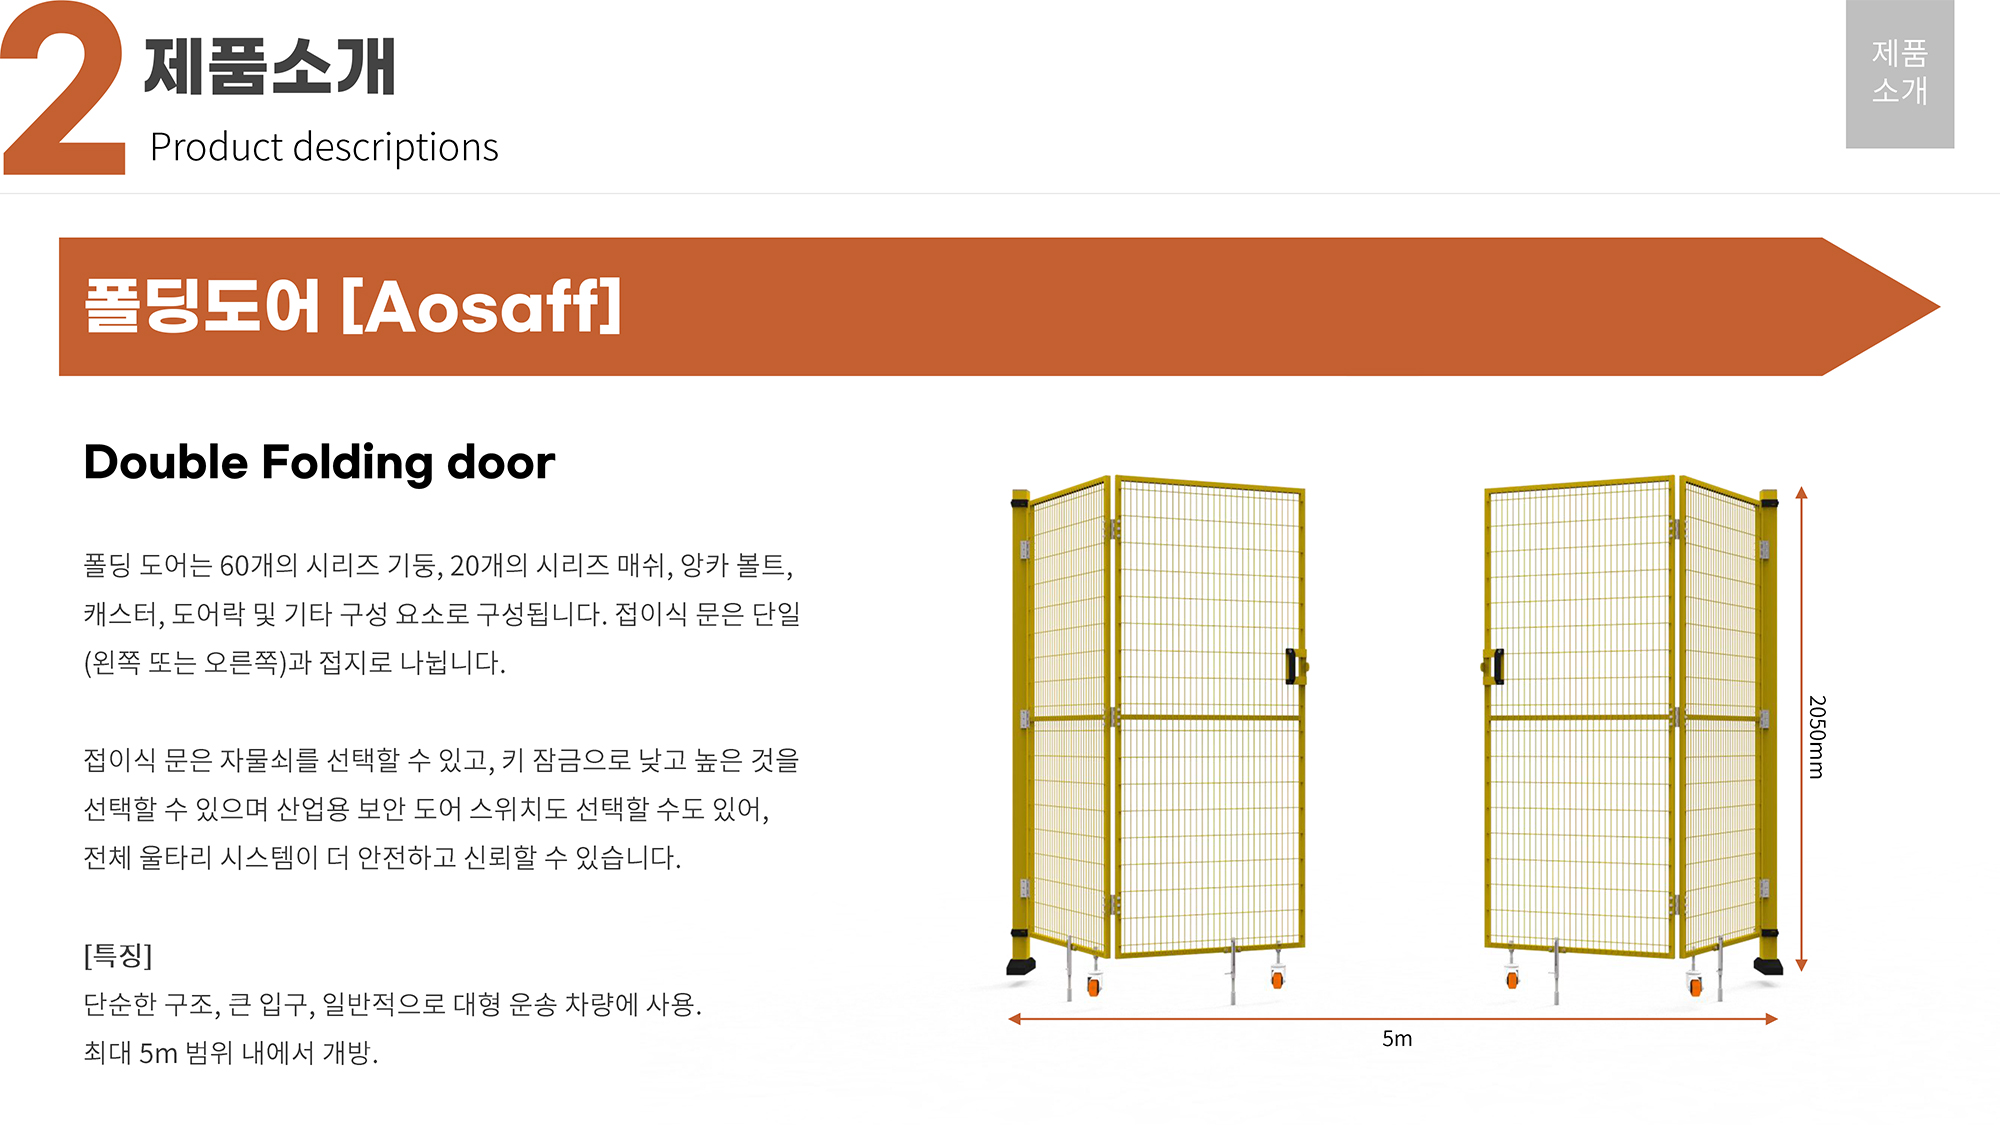 2
제품소개
Product descriptions
제품
소개
폴딩도어 [Aosaff]
Double Folding door
폴딩 도어는 60개의 시리즈 기둥, 20개의 시리즈 매쉬, 앙카 볼트,
캐스터, 도어락 및 기타 구성 요소로 구성됩니다. 접이식 문은 단일
(왼쪽 또는 오른쪽)과 접지로 나뉩니다.
접이식 문은 자물쇠를 선택할 수 있고, 키 잠금으로 낮고 높은 것을
선택할 수 있으며 산업용 보안 도어 스위치도 선택할 수도 있어,
전체 울타리 시스템이 더 안전하고 신뢰할 수 있습니다.
[특징]
단순한 구조, 큰 입구, 일반적으로 대형 운송 차량에 사용.
최대 5m 범위 내에서 개방.
2050mm
5m